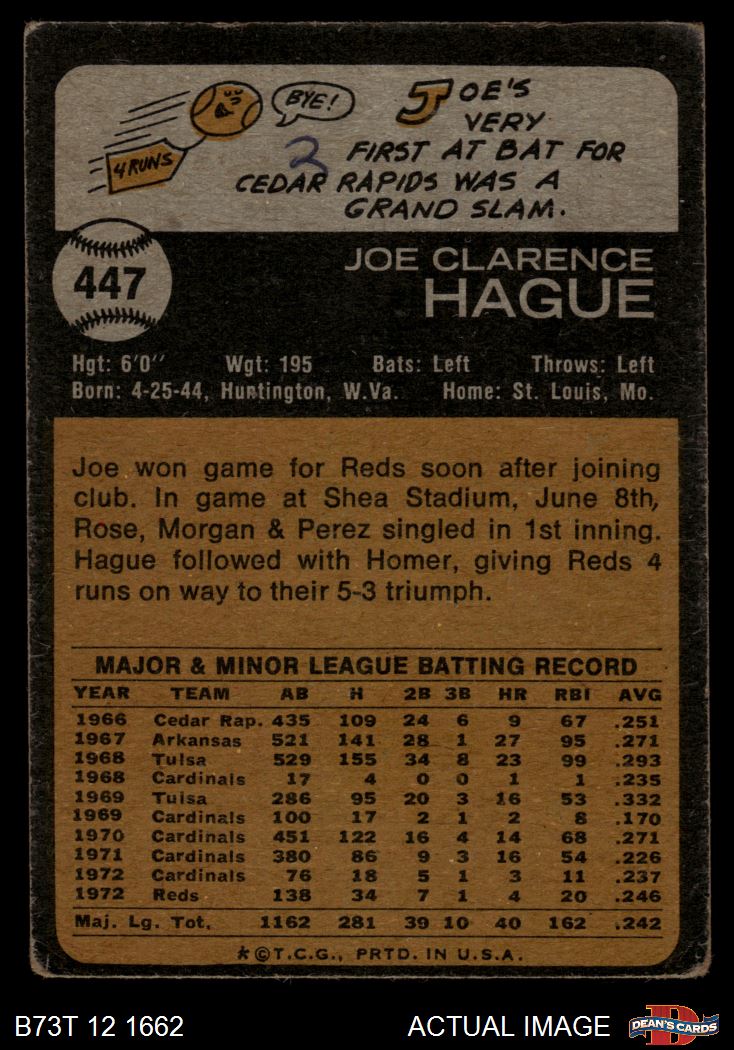 BYE!
4 RUNS
JOE'S
VERY
2 FIRST AT BAT FOR
CEDAR RAPIDS WAS A
GRAND SLAM.
447
JOE CLARENCE
HAGUE
Hgt: 6'0" Wgt: 195 Bats: Left Throws: Left
Born: 4-25-44, Huntington, W.Va. Home: St. Louis, Mo.
Joe won game for Reds soon after joining
club. In game at Shea Stadium, June 8th,
Rose, Morgan & Perez singled in 1st inning.
Hague followed with Homer, giving Reds 4
runs on way to their 5-3 triumph.
MAJOR & MINOR LEAGUE BATTING RECORD
YEAR TEAM AB H 2B 3B HR RBI AVG
1966 Cedar Rap. 435 109 24 6 9 67 .251
1967 Arkansas 521 141 28 1 27 95 .271
1968 Tulsa 529 155 34 8 23 99 .293
1968 Cardinals 17 4 0 0 1 1 .235
1969 Tulsa 286 95 20 3 16 53 .332
1969 Cardinals 100 17 2 1 2 8 .170
1970 Cardinals 451 122 16 4 14 68 .271
1971 Cardinals 380 86 9 3 16 54 .226
1972 Cardinals 76 18 5 1 3 11 .237
1972 Reds 138 34 7 1 4 20 .246
Maj. Lg. Tot. 1162 281 39 10 40 162 .242
*©T.C.G., PRTD. IN U.S.A.
B73T 12 1662 ACTUAL IMAGE DEAN'S CARDS